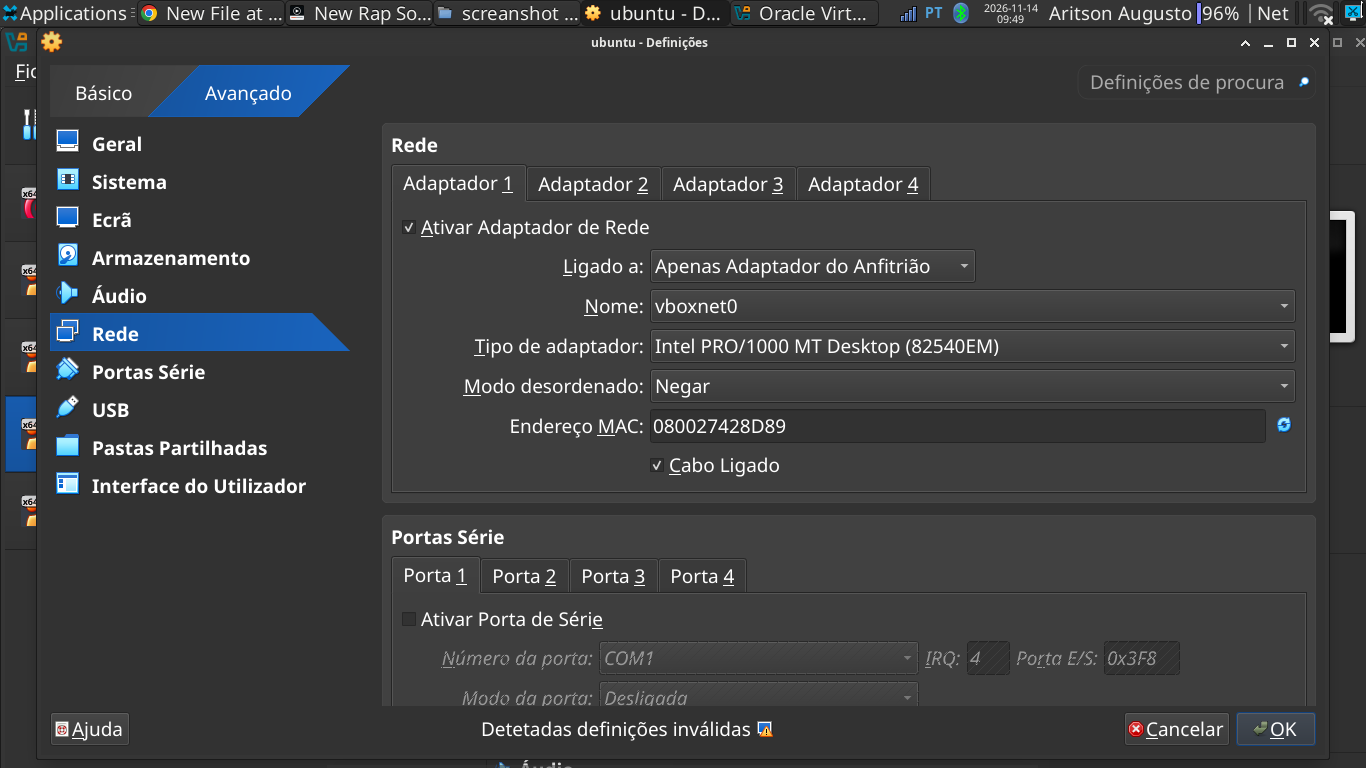 Applications New File at ... New Rap So... screanshot ... ubuntu - D... Oracle Virt... PT 2026-11-14 09:49 Aritson Augusto 96% | Net
ubuntu - Definições
Fic
Básico Avançado Definições de procura
Geral
Sistema
Ecrã
Armazenamento
Áudio
Rede
Portas Série
USB
Pastas Partilhadas
Interface do Utilizador
Rede
Adaptador 1 Adaptador 2 Adaptador 3 Adaptador 4
Ativar Adaptador de Rede
Ligado a: Apenas Adaptador do Anfitrião
Nome: vboxnet0
Tipo de adaptador: Intel PRO/1000 MT Desktop (82540EM)
Modo desordenado: Negar
Endereço MAC: 080027428D89
Cabo Ligado
Portas Série
Porta 1 Porta 2 Porta 3 Porta 4
Ativar Porta de Série
Número da porta: COM1 IRQ: 4 Porta E/S: 0x3F8
Modo da porta: Desligada
Ajuda Detetadas definições inválidas Cancelar OK
Áudio